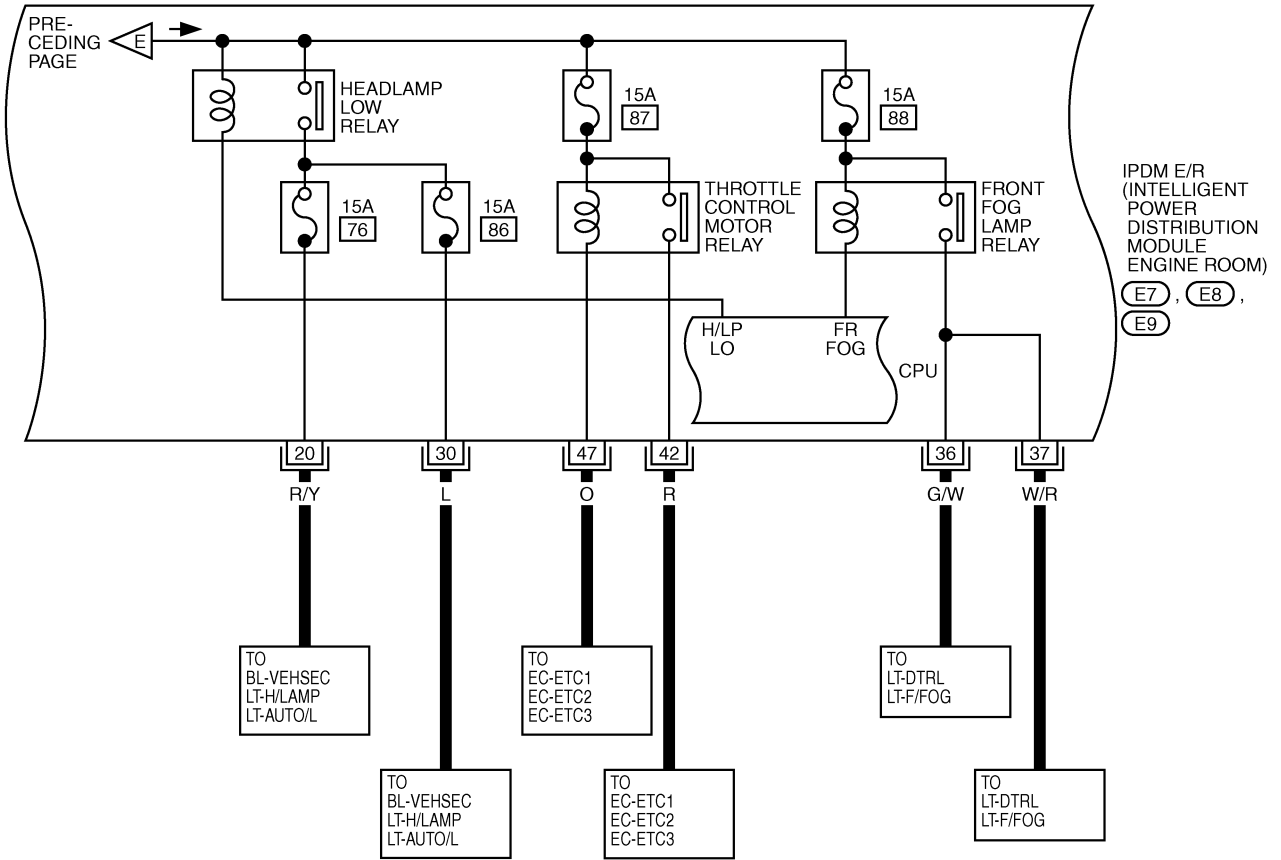 PRE-
CEDING
PAGE
E
HEADLAMP
LOW
RELAY
15A
87
15A
88
15A
76
15A
86
THROTTLE
CONTROL
MOTOR
RELAY
FRONT
FOG
LAMP
RELAY
IPDM E/R
(INTELLIGENT
POWER
DISTRIBUTION
MODULE
ENGINE ROOM)
E7 , E8 ,
E9
H/LP
LO
FR
FOG
CPU
20
30
47
42
36
37
R/Y
L
O
R
G/W
W/R
TO
BL-VEHSEC
LT-H/LAMP
LT-AUTO/L
TO
EC-ETC1
EC-ETC2
EC-ETC3
TO
LT-DTRL
LT-F/FOG
TO
BL-VEHSEC
LT-H/LAMP
LT-AUTO/L
TO
EC-ETC1
EC-ETC2
EC-ETC3
TO
LT-DTRL
LT-F/FOG